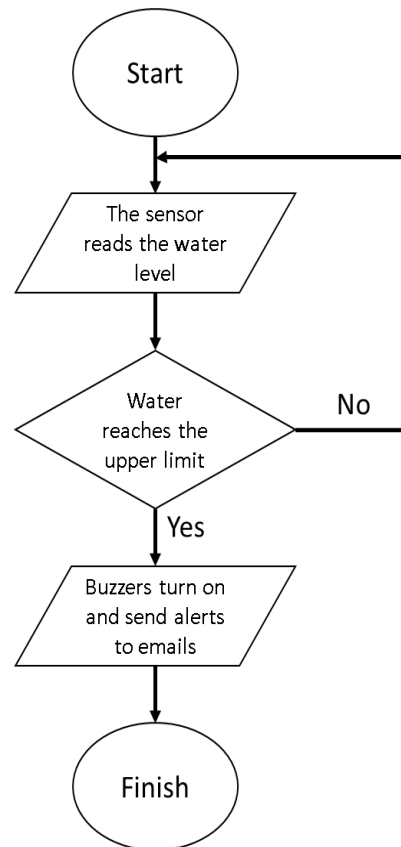 Start
The sensor
reads the water
level
Water
reaches the
upper limit
No
Yes
Buzzers turn on
and send alerts
to emails
Finish